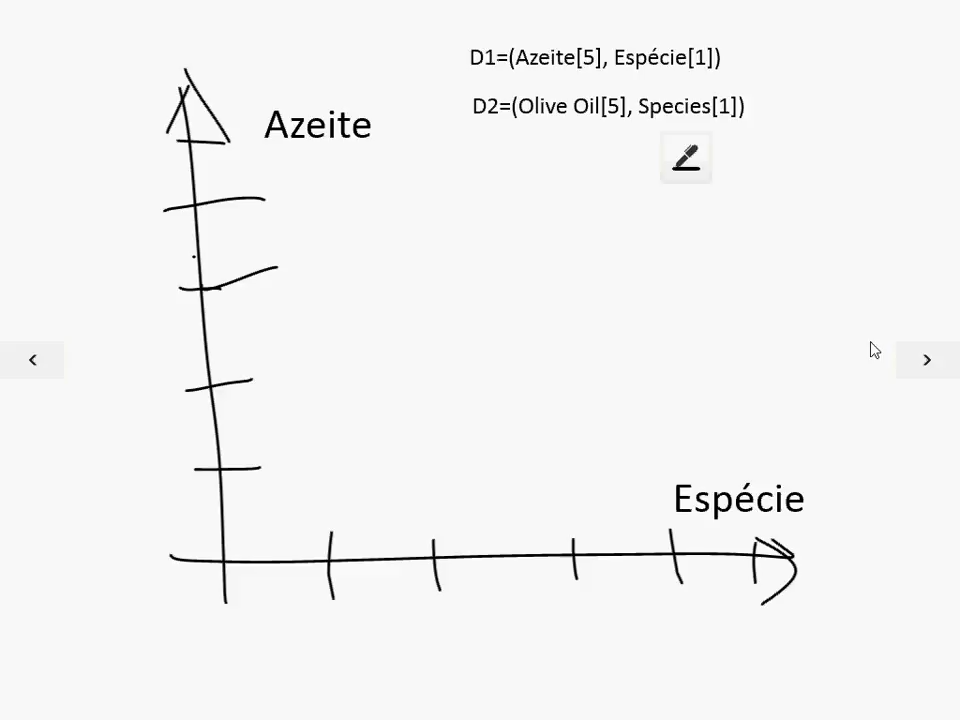 D1=(Azeite[5], Espécie[1])
D2=(Olive Oil[5], Species[1])
Azeite
Espécie